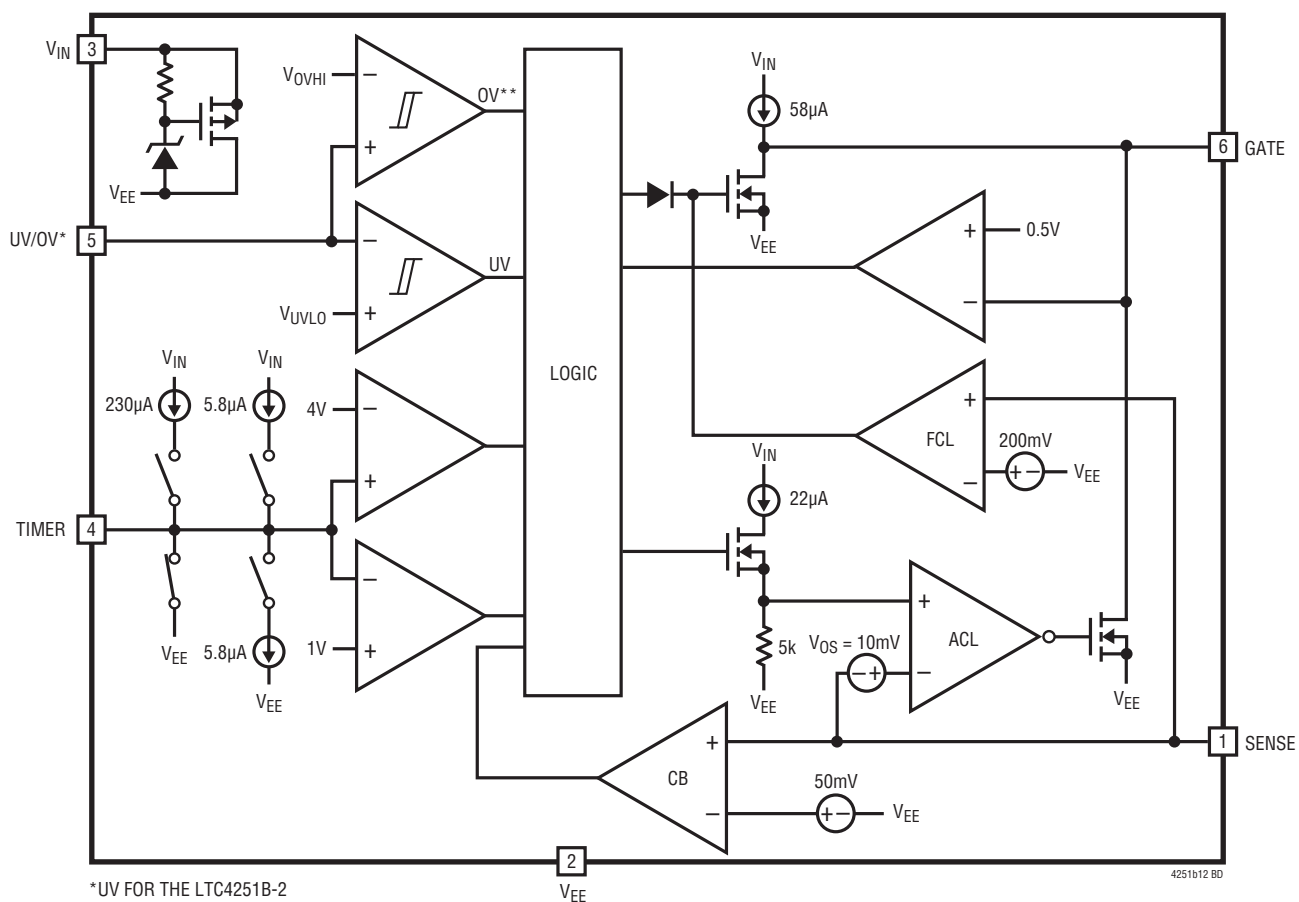 VIN
3
VOVHI
−
OV**
+
VEE
UV/OV*
5
−
UV
VUVLO
+
VIN
58µA
VEE
6
GATE
+
0.5V
−
LOGIC
VIN
VIN
230µA
5.8µA
4V
−
+
TIMER
4
−
1V
+
VEE
5.8µA
VEE
+
FCL
−
200mV
+ −
VEE
VIN
22µA
5k
VEE
+
ACL
−
VOS = 10mV
− +
VEE
1
SENSE
+
CB
−
50mV
+ −
VEE
2
VEE
4251b12 BD
*UV FOR THE LTC4251B-2